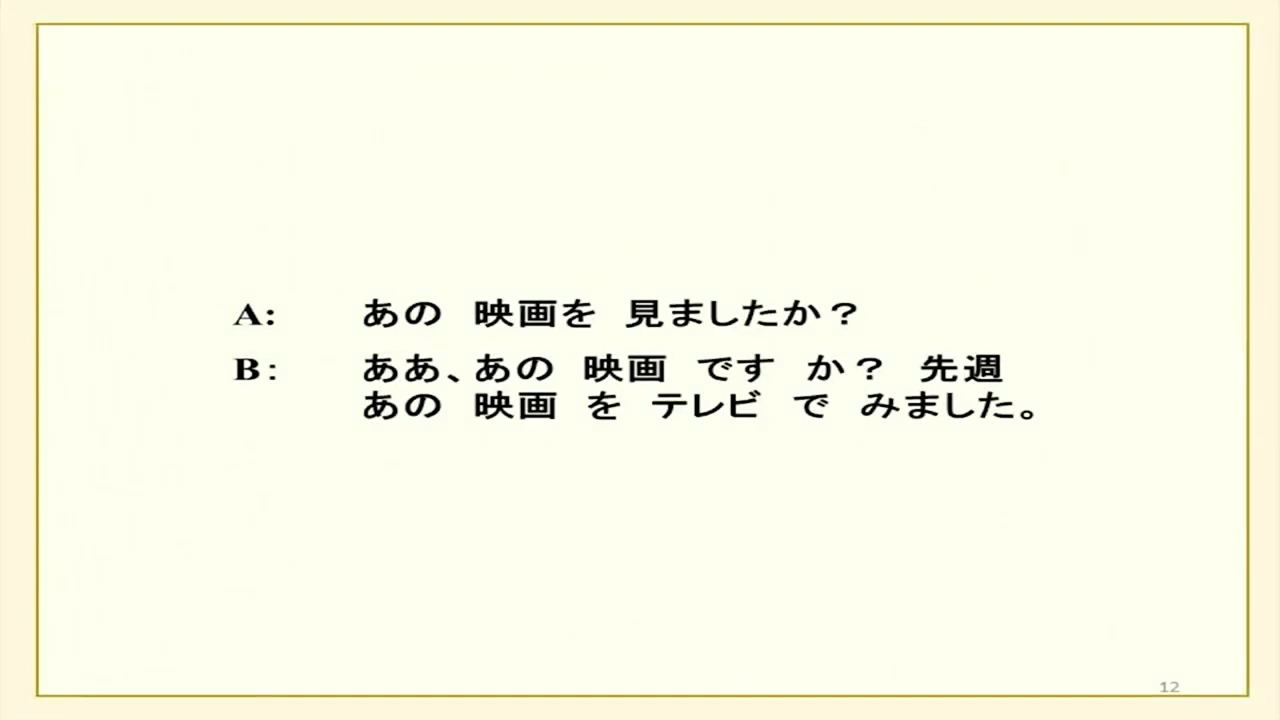 A: あの 映画を 見ましたか？
B: ああ、あの 映画 です か？ 先週
あの 映画 を テレビ で みました。
12